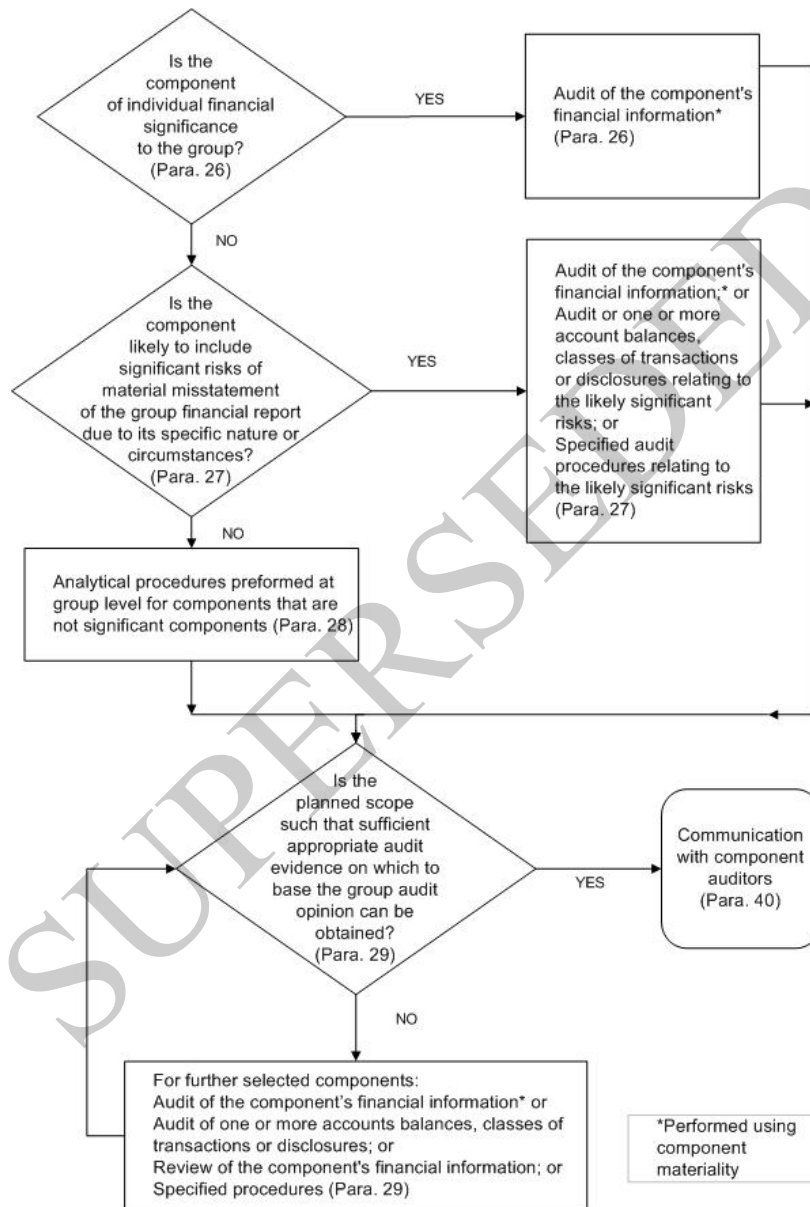 Is the
component
of individual financial
significance
to the group?
(Para. 26)
YES
Audit of the component's
financial information*
(Para. 26)
NO
Is the
component
likely to include
significant risks of
material misstatement
of the group financial report
due to its specific nature or
circumstances?
(Para. 27)
YES
Audit of the component's
financial information;* or
Audit or one or more
account balances,
classes of transactions
or disclosures relating to
the likely significant
risks; or
Specified audit
procedures relating to
the likely significant risks
(Para. 27)
NO
Analytical procedures preformed at
group level for components that are
not significant components (Para. 28)
Is the
planned scope
such that sufficient
appropriate audit
evidence on which to
base the group audit
opinion can be
obtained?
(Para. 29)
YES
Communication
with component
auditors
(Para. 40)
NO
For further selected components:
Audit of the component's financial information* or
Audit of one or more accounts balances, classes of
transactions or disclosures; or
Review of the component's financial information; or
Specified procedures (Para. 29)
*Performed using
component
materiality
SUPERSEDED